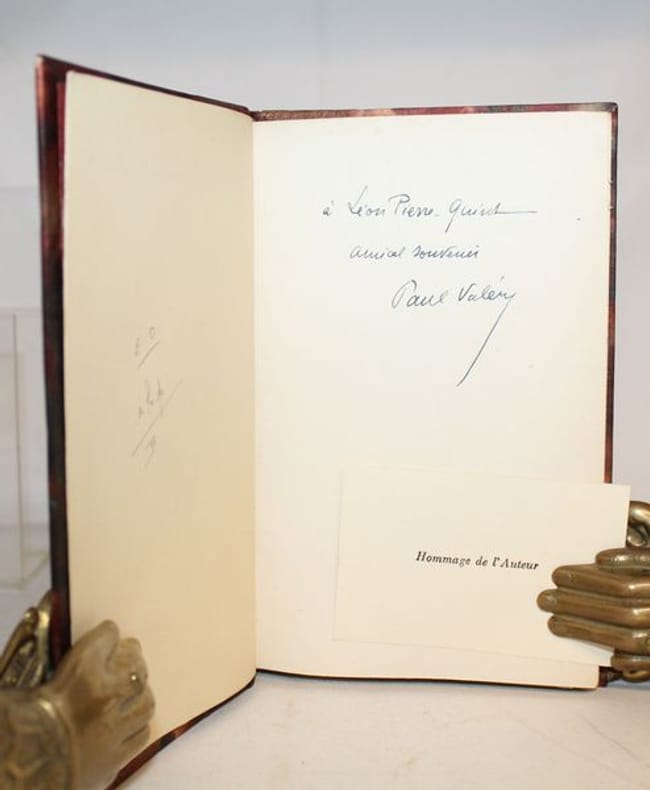 à Léon Pierre-Quint
amical souvenir
Paul Valéry
Hommage de l'Auteur